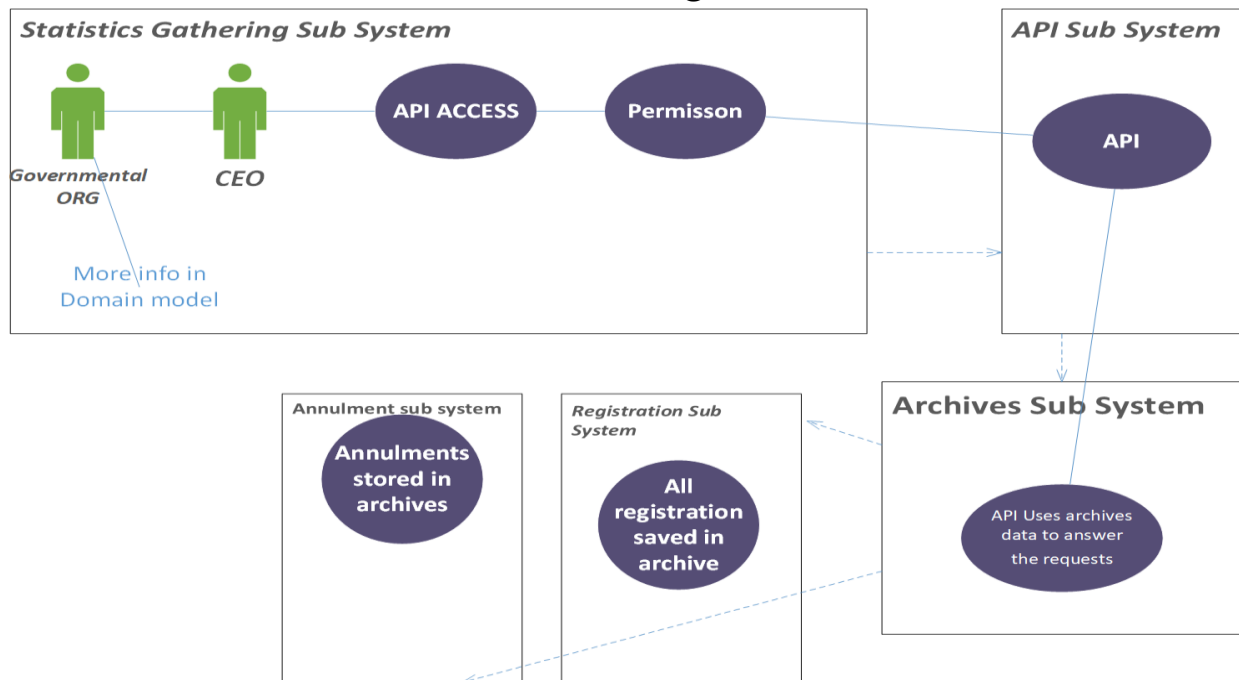 Statistics Gathering Sub System
API Sub System
API ACCESS
Permisson
API
Governmental
ORG
CEO
More info in
Domain model
Annulment sub system
Annulments
stored in
archives
Registration Sub
System
All
registration
saved in
archive
Archives Sub System
API Uses archives
data to answer
the requests